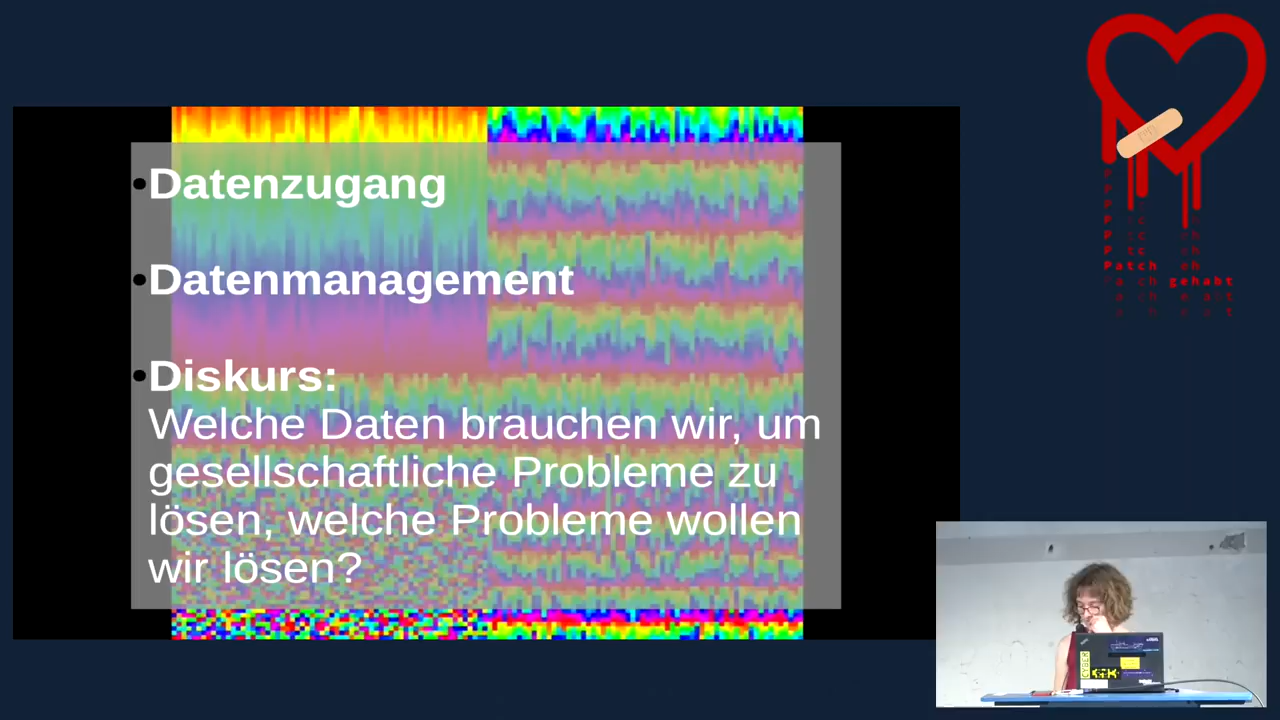 •Datenzugang
•Datenmanagement
•Diskurs:
Welche Daten brauchen wir, um
gesellschaftliche Probleme zu
lösen, welche Probleme wollen
wir lösen?
Patch
gehabt
CYBER